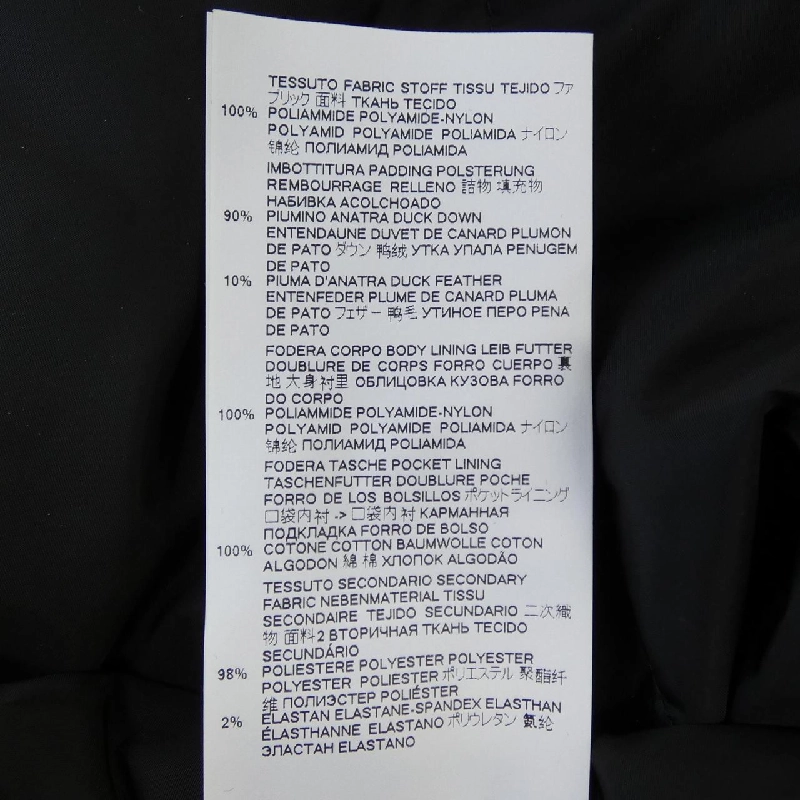 TESSUTO FABRIC STOFF TISSU TEJIDO ファ
ブリック 面料 ТКАНЬ TECIDO
100% POLIAMMIDE POLYAMIDE-NYLON
POLYAMID POLYAMIDE POLIAMIDA ナイロン
锦纶 ПОЛИАМИД POLIAMIDA
IMBOTTITURA PADDING POLSTERUNG
REMBOURRAGE RELLENO 詰物 填充物
НАБИВКА ACOLCHOADO
90% PIUMINO ANATRA DUCK DOWN
ENTENDAUNE DUVET DE CANARD PLUMON
DE PATO ダウン 鸭绒 УТКА УПАЛА PENUGEM
DE PATO
10% PIUMA D'ANATRA DUCK FEATHER
ENTENFEDER PLUME DE CANARD PLUMA
DE PATO フェザー 鸭毛 УТИНОЕ ПЕРО PENA
DE PATO
FODERA CORPO BODY LINING LEIB FUTTER
DOUBLURE DE CORPS FORRO CUERPO 裏
地 大身衬里 ОБЛИЦОВКА КУЗОВА FORRO
DO CORPO
100% POLIAMMIDE POLYAMIDE-NYLON
POLYAMID POLYAMIDE POLIAMIDA ナイロン
锦纶 ПОЛИАМИД POLIAMIDA
FODERA TASCHE POCKET LINING
TASCHENFUTTER DOUBLURE POCHE
FORRO DE LOS BOLSILLOS ポケットライニング
口袋内衬 -> 口袋内衬 КАРМАННАЯ
ПОДКЛАДКА FORRO DE BOLSO
100% COTONE COTTON BAUMWOLLE COTON
ALGODON 綿 棉 ХЛОПОК ALGODÃO
TESSUTO SECONDARIO SECONDARY
FABRIC NEBENMATERIAL TISSU
SECONDAIRE TEJIDO SECUNDARIO 二次織
物 面料2 ВТОРИЧНАЯ ТКАНЬ TECIDO
SECUNDÁRIO
98% POLIESTERE POLYESTER POLYESTER
POLYESTER POLIESTER ポリエステル 聚酯纤
维 ПОЛИЭСТЕР POLIÉSTER
2% ELASTAN ELASTANE-SPANDEX ELASTHAN
ÉLASTHANNE ELASTANO ポリウレタン 氨纶
ЭЛАСТАН ELASTANO